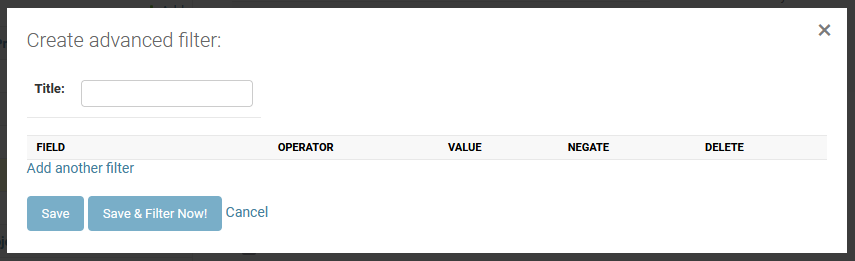 Create advanced filter:
×
Title:
FIELD OPERATOR VALUE NEGATE DELETE
Add another filter
Save Save & Filter Now! Cancel